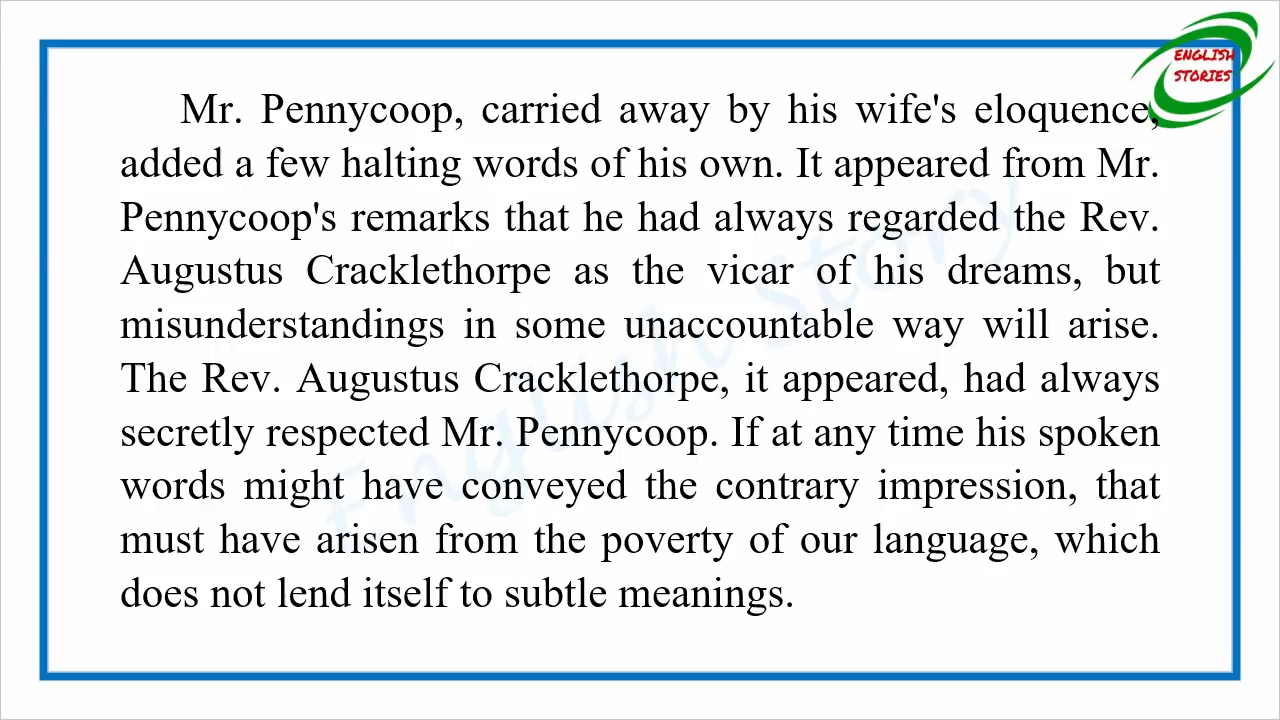 ENGLISH
STORIES
Mr. Pennycoop, carried away by his wife's eloquence,
added a few halting words of his own. It appeared from Mr.
Pennycoop's remarks that he had always regarded the Rev.
Augustus Cracklethorpe as the vicar of his dreams, but
misunderstandings in some unaccountable way will arise.
The Rev. Augustus Cracklethorpe, it appeared, had always
secretly respected Mr. Pennycoop. If at any time his spoken
words might have conveyed the contrary impression, that
must have arisen from the poverty of our language, which
does not lend itself to subtle meanings.
English Story